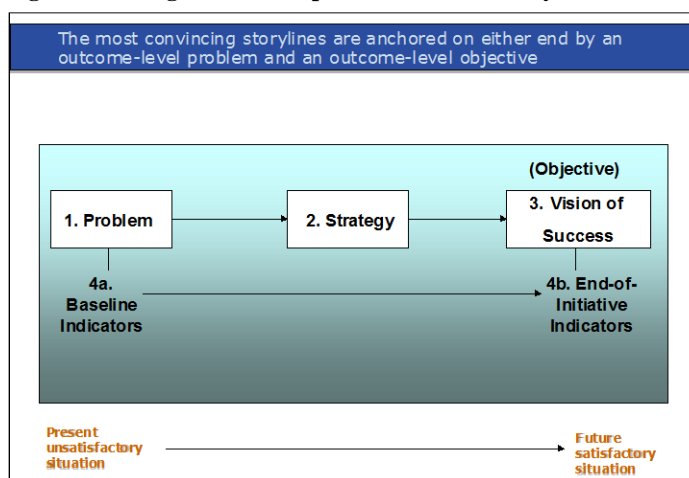 The most convincing storylines are anchored on either end by an
outcome-level problem and an outcome-level objective
(Objective)
1. Problem
2. Strategy
3. Vision of
Success
4a.
Baseline
Indicators
4b. End-of-
Initiative
Indicators
Present
unsatisfactory
situation
Future
satisfactory
situation